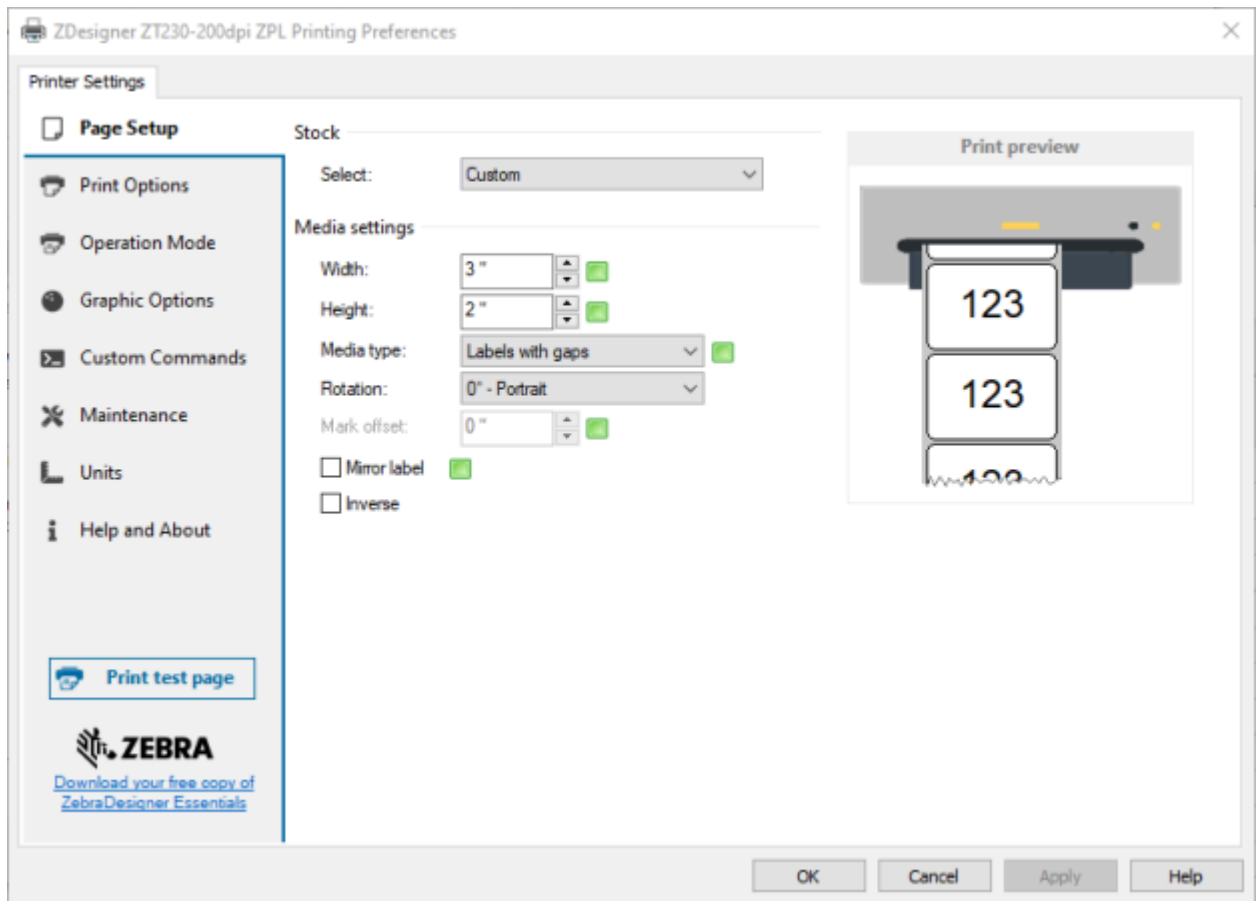 ZDesigner ZT230-200dpi ZPL Printing Preferences
Printer Settings
Page Setup
Print Options
Operation Mode
Graphic Options
Custom Commands
Maintenance
Units
Help and About
Print test page
ZEBRA
Download your free copy of
ZebraDesigner Essentials
Stock
Select: Custom
Media settings
Width: 3 "
Height: 2 "
Media type: Labels with gaps
Rotation: 0° - Portrait
Mark offset: 0 "
Mirror label
Inverse
Print preview
123
123
123
OK Cancel Apply Help